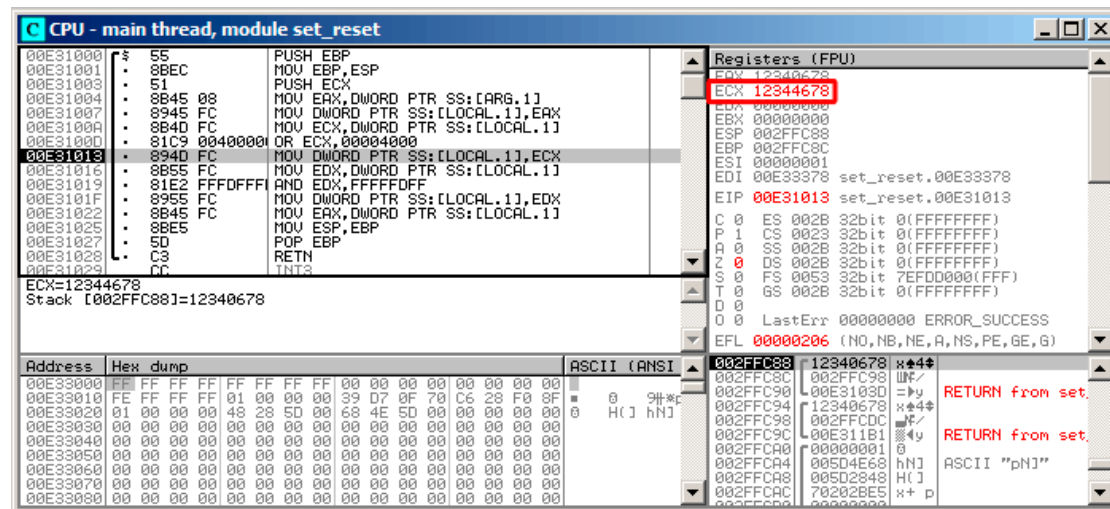 C CPU - main thread, module set_reset
00E31000 $ 55 PUSH EBP
00E31001 . 8BEC MOV EBP,ESP
00E31003 . 51 PUSH ECX
00E31004 . 8B45 08 MOV EAX,DWORD PTR SS:[ARG.1]
00E31007 . 8945 FC MOV DWORD PTR SS:[LOCAL.1],EAX
00E3100A . 8B4D FC MOV ECX,DWORD PTR SS:[LOCAL.1]
00E3100D . 81C9 0040000 OR ECX,00004000
00E31013 . 894D FC MOV DWORD PTR SS:[LOCAL.1],ECX
00E31016 . 8B55 FC MOV EDX,DWORD PTR SS:[LOCAL.1]
00E31019 . 81E2 FFFDFFF AND EDX,FFFFFDFF
00E3101F . 8955 FC MOV DWORD PTR SS:[LOCAL.1],EDX
00E31022 . 8B45 FC MOV EAX,DWORD PTR SS:[LOCAL.1]
00E31025 . 8BE5 MOV ESP,EBP
00E31027 . 5D POP EBP
00E31028 . C3 RETN
00E31029 CC INT3
ECX=12344678
Stack [002FFC88]=12340678
Registers (FPU)
EAX 12340678
ECX 12344678
EDX 00000000
EBX 00000000
ESP 002FFC88
EBP 002FFC8C
ESI 00000001
EDI 00E33378 set_reset.00E33378
EIP 00E31013 set_reset.00E31013
C 0 ES 002B 32bit 0(FFFFFFFF)
P 1 CS 0023 32bit 0(FFFFFFFF)
A 0 SS 002B 32bit 0(FFFFFFFF)
Z 0 DS 002B 32bit 0(FFFFFFFF)
S 0 FS 0053 32bit 7EFDD000(FFF)
T 0 GS 002B 32bit 0(FFFFFFFF)
D 0
O 0 LastErr 00000000 ERROR_SUCCESS
EFL 00000206 (NO,NB,NE,A,NS,PE,GE,G)
Address Hex dump ASCII (ANSI
00E33000 FF FF FF FF FF FF FF FF 00 00 00 00 00 00 00 00
00E33010 FE FF FF FF 01 00 00 00 39 D7 0F 70 C6 28 F0 8F
00E33020 01 00 00 00 48 28 5D 00 68 4E 5D 00 00 00 00 00 H(] hN]
00E33030 00 00 00 00 00 00 00 00 00 00 00 00 00 00 00 00
00E33040 00 00 00 00 00 00 00 00 00 00 00 00 00 00 00 00
00E33050 00 00 00 00 00 00 00 00 00 00 00 00 00 00 00 00
00E33060 00 00 00 00 00 00 00 00 00 00 00 00 00 00 00 00
00E33070 00 00 00 00 00 00 00 00 00 00 00 00 00 00 00 00
00E33080 00 00 00 00 00 00 00 00 00 00 00 00 00 00 00 00
002FFC88 12340678 x♠4‡
002FFC8C 002FFC98
002FFC90 00E3103D RETURN from set
002FFC94 12340678 x♠4‡
002FFC98 002FFCDC
002FFC9C 00E311B1 RETURN from set
002FFCA0 00000001
002FFCA4 005D4E68 hN] ASCII "pN]"
002FFCA8 005D2848 H(]
002FFCAC 70202BE5